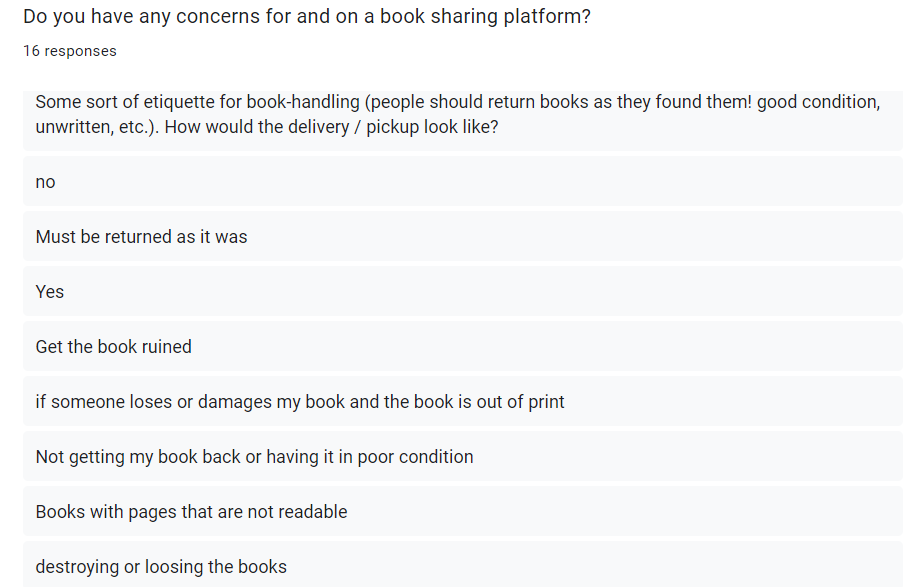 Do you have any concerns for and on a book sharing platform?
16 responses
Some sort of etiquette for book-handling (people should return books as they found them! good condition,
unwritten, etc.). How would the delivery / pickup look like?
no
Must be returned as it was
Yes
Get the book ruined
if someone loses or damages my book and the book is out of print
Not getting my book back or having it in poor condition
Books with pages that are not readable
destroying or loosing the books